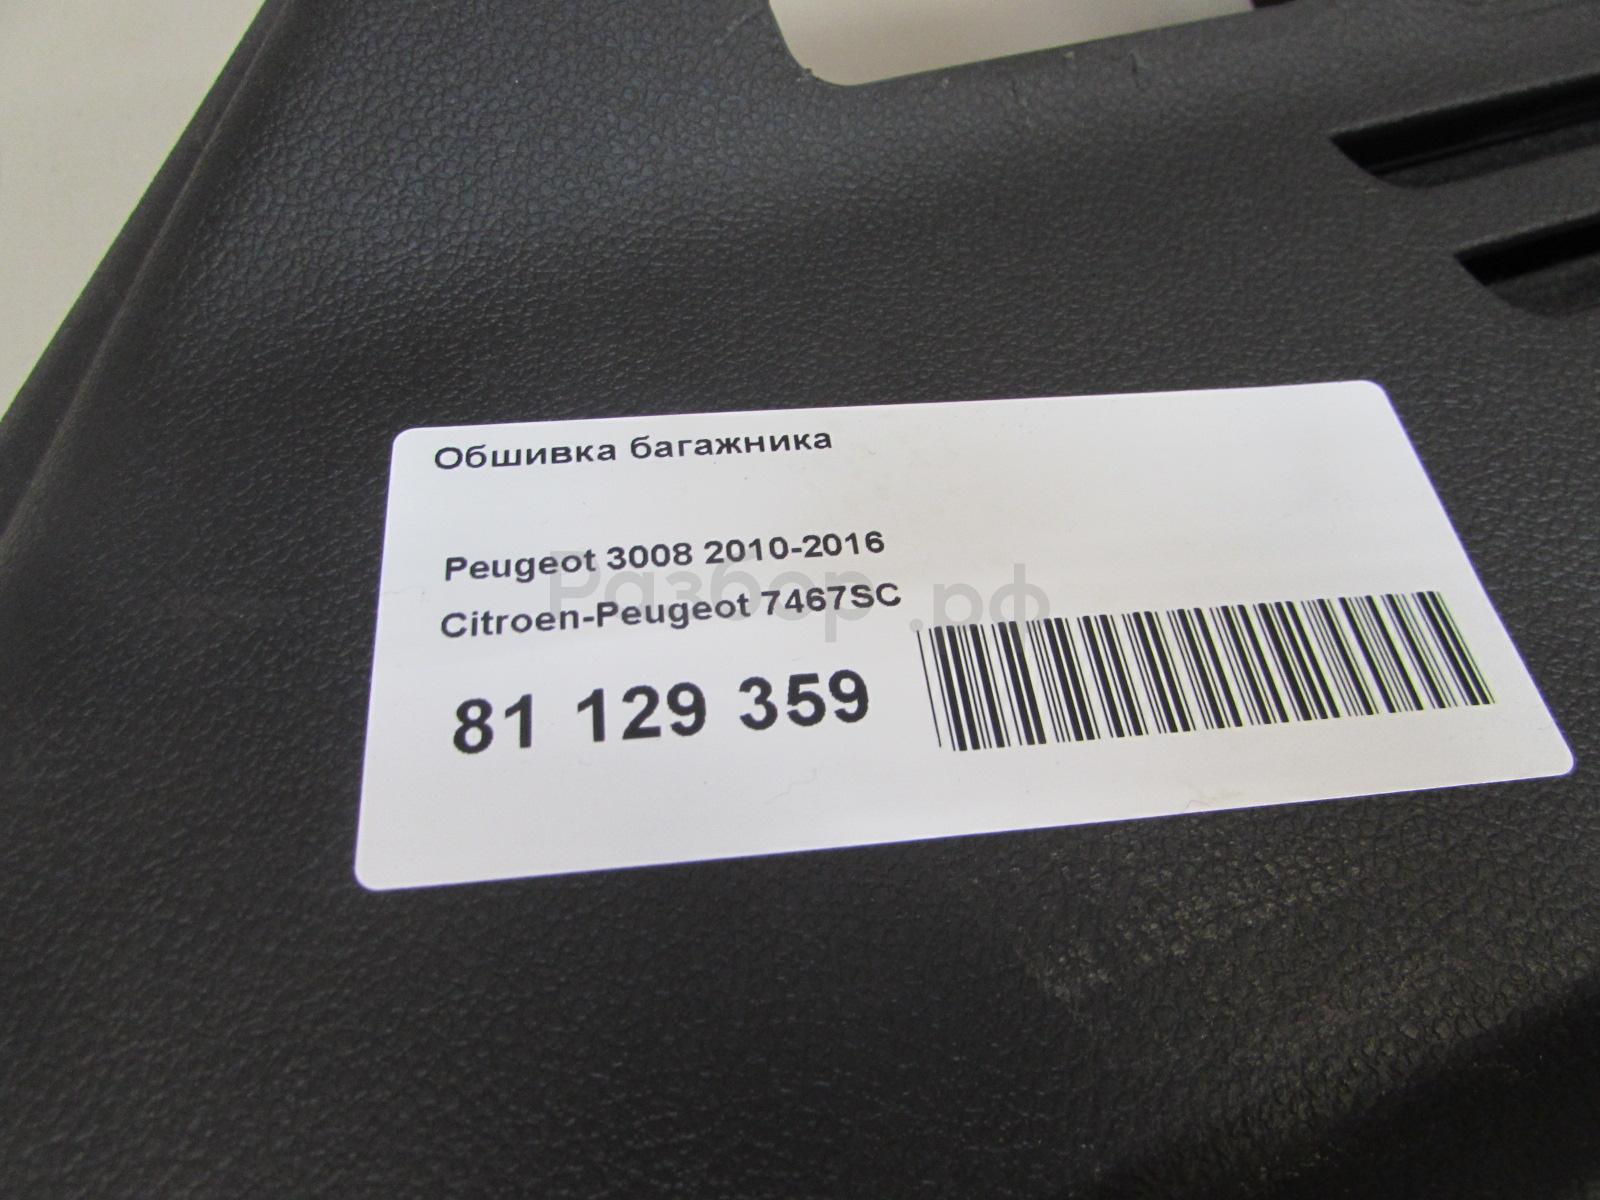 Обшивка багажника
Peugeot 3008 2010-2016
Citroen-Peugeot 7467SC
Разбор.рф
81 129 359